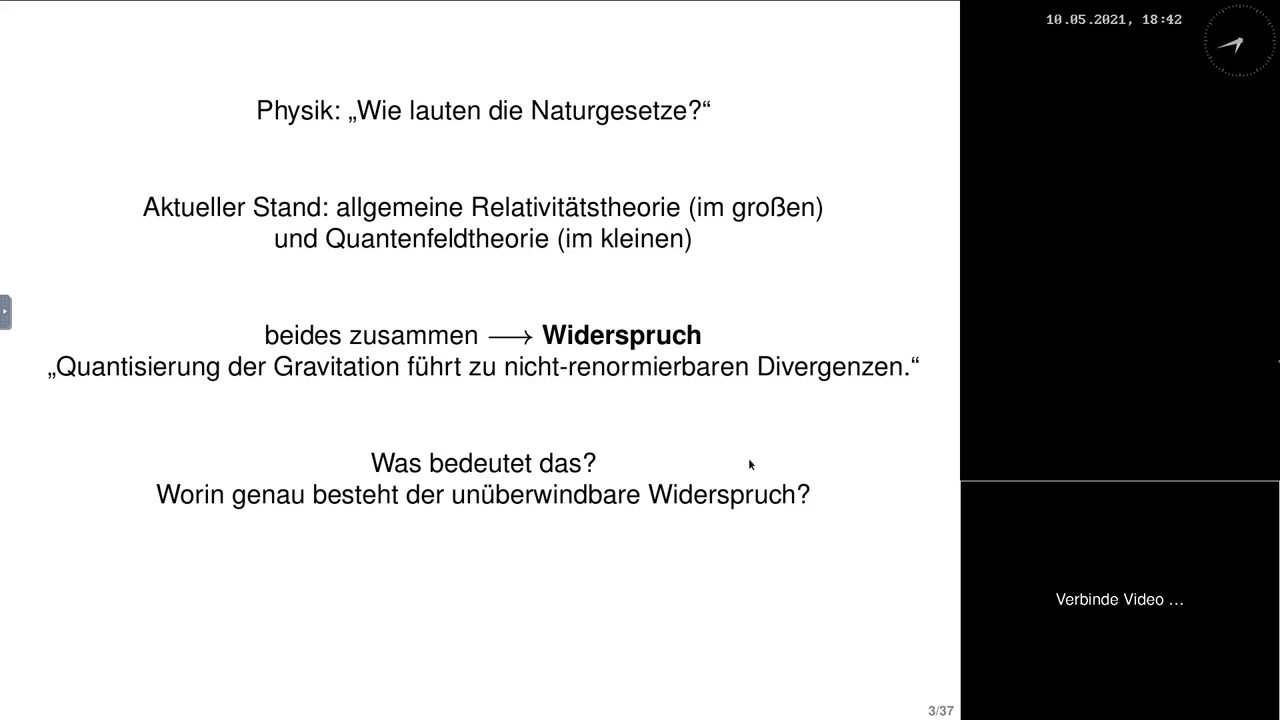 Physik: „Wie lauten die Naturgesetze?“
Aktueller Stand: allgemeine Relativitätstheorie (im großen)
und Quantenfeldtheorie (im kleinen)
beides zusammen ⟶ Widerspruch
„Quantisierung der Gravitation führt zu nicht-renormierbaren Divergenzen.“
Was bedeutet das?
Worin genau besteht der unüberwindbare Widerspruch?
3/37
10.05.2021, 18:42
Verbinde Video …